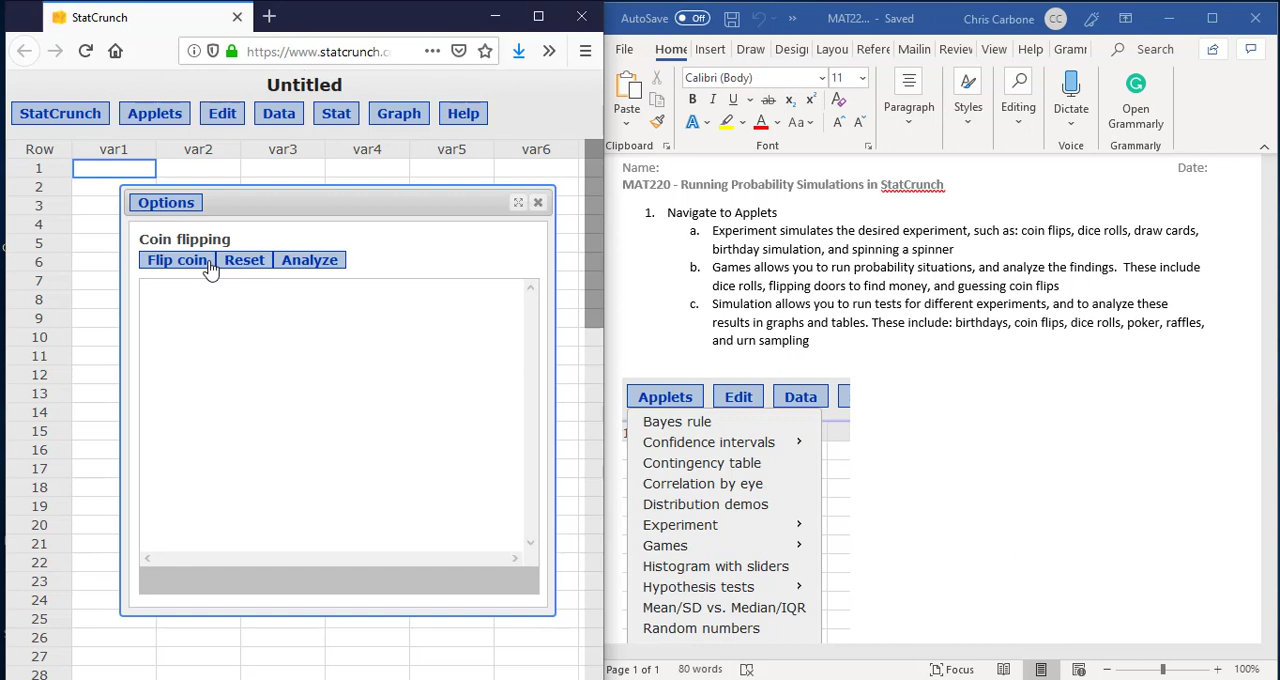 StatCrunch
https://www.statcrunch.c
Untitled
StatCrunch Applets Edit Data Stat Graph Help
Row var1 var2 var3 var4 var5 var6
1
2
3
4
5
6
7
8
9
10
11
12
13
14
15
16
17
18
19
20
21
22
23
24
25
26
27
28
Options
Coin flipping
Flip coin Reset Analyze
AutoSave Off MAT22... - Saved Chris Carbone CC
File Home Insert Draw Desig Layou Refere Mailin Review View Help Gramr Search
Paste
Calibri (Body) 11
B I U ab x₂ x²
A A Aa A A
Paragraph Styles Editing Dictate Open
Grammarly
Clipboard Font Voice Grammarly
Name: Date:
MAT220 - Running Probability Simulations in StatCrunch
1. Navigate to Applets
a. Experiment simulates the desired experiment, such as: coin flips, dice rolls, draw cards,
birthday simulation, and spinning a spinner
b. Games allows you to run probability situations, and analyze the findings. These include
dice rolls, flipping doors to find money, and guessing coin flips
c. Simulation allows you to run tests for different experiments, and to analyze these
results in graphs and tables. These include: birthdays, coin flips, dice rolls, poker, raffles,
and urn sampling
Applets Edit Data
Bayes rule
Confidence intervals
Contingency table
Correlation by eye
Distribution demos
Experiment
Games
Histogram with sliders
Hypothesis tests
Mean/SD vs. Median/IQR
Random numbers
Page 1 of 1 80 words Focus 100%